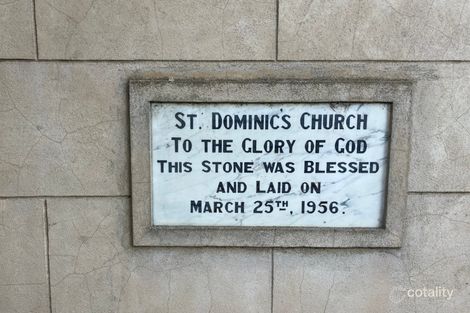 ST. DOMINIC'S CHURCH
TO THE GLORY OF GOD
THIS STONE WAS BLESSED
AND LAID ON
MARCH 25TH, 1956.
cotality